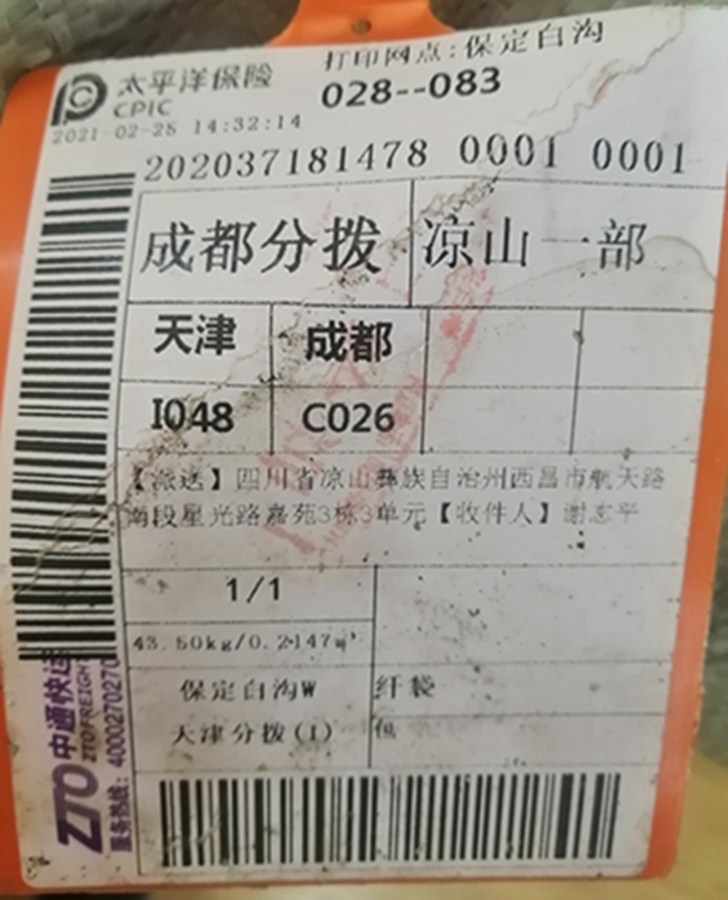 太平洋保险
CPIC
打印网点:保定白沟
028--083
2021-02-25 14:32:14
202037181478 0001 0001
成都分拨 凉山一部
天津 成都
I048 C026
【派送】四川省凉山彝族自治州西昌市航天路
南段星光路嘉苑3栋3单元【收件人】谢志平
1/1
43.50kg/0.2147㎥
保定白沟W 纤袋
天津分拨(1) 包
ZTO中通快运
ZTOFREIGHT
服务热线:4000270270